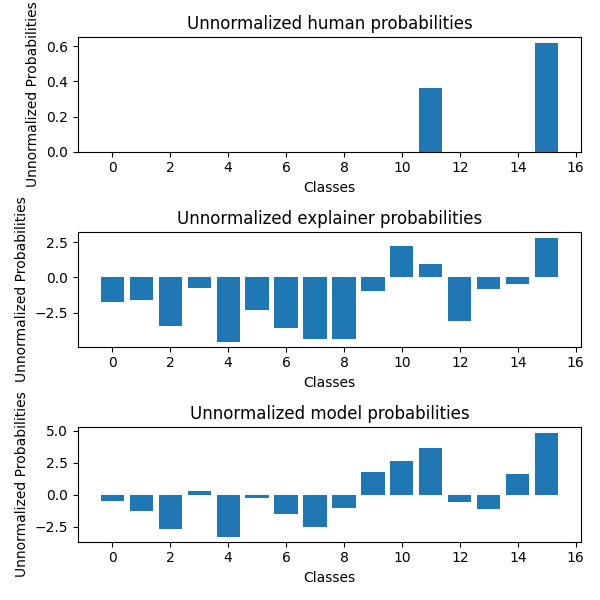 Unnormalized human probabilities
Unnormalized Probabilities
0.6
0.4
0.2
0.0
0 2 4 6 8 10 12 14 16
Classes
Unnormalized explainer probabilities
Unnormalized Probabilities
2.5
0.0
−2.5
0 2 4 6 8 10 12 14 16
Classes
Unnormalized model probabilities
Unnormalized Probabilities
5.0
2.5
0.0
−2.5
0 2 4 6 8 10 12 14 16
Classes